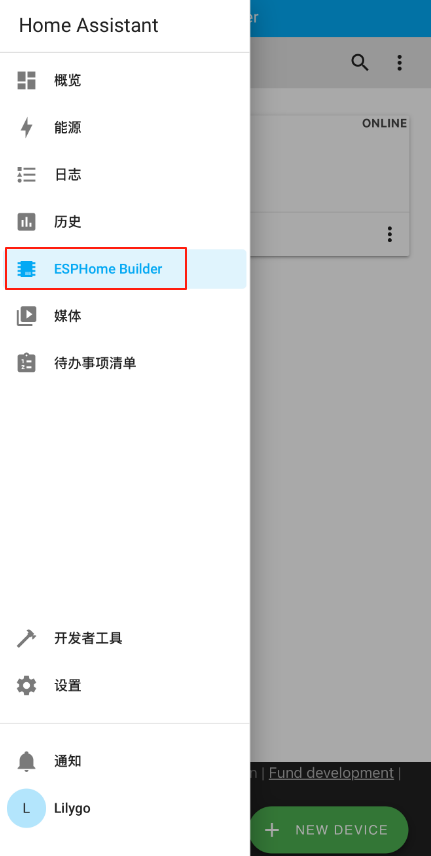 Home Assistant
er
概览
ONLINE
能源
日志
历史
ESPHome Builder
媒体
待办事项清单
开发者工具
设置
通知
n | Fund development |
L
Lilygo
+ NEW DEVICE